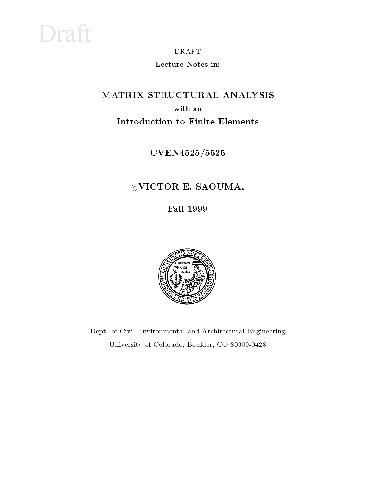 Draft
DRAFT
Lecture Notes in:
MATRIX STRUCTURAL ANALYSIS
with an
Introduction to Finite Elements
CVEN4525/5525
©VICTOR E. SAOUMA,
Fall 1999
Dept. of Civil Environmental and Architectural Engineering
University of Colorado, Boulder, CO 80309-0428